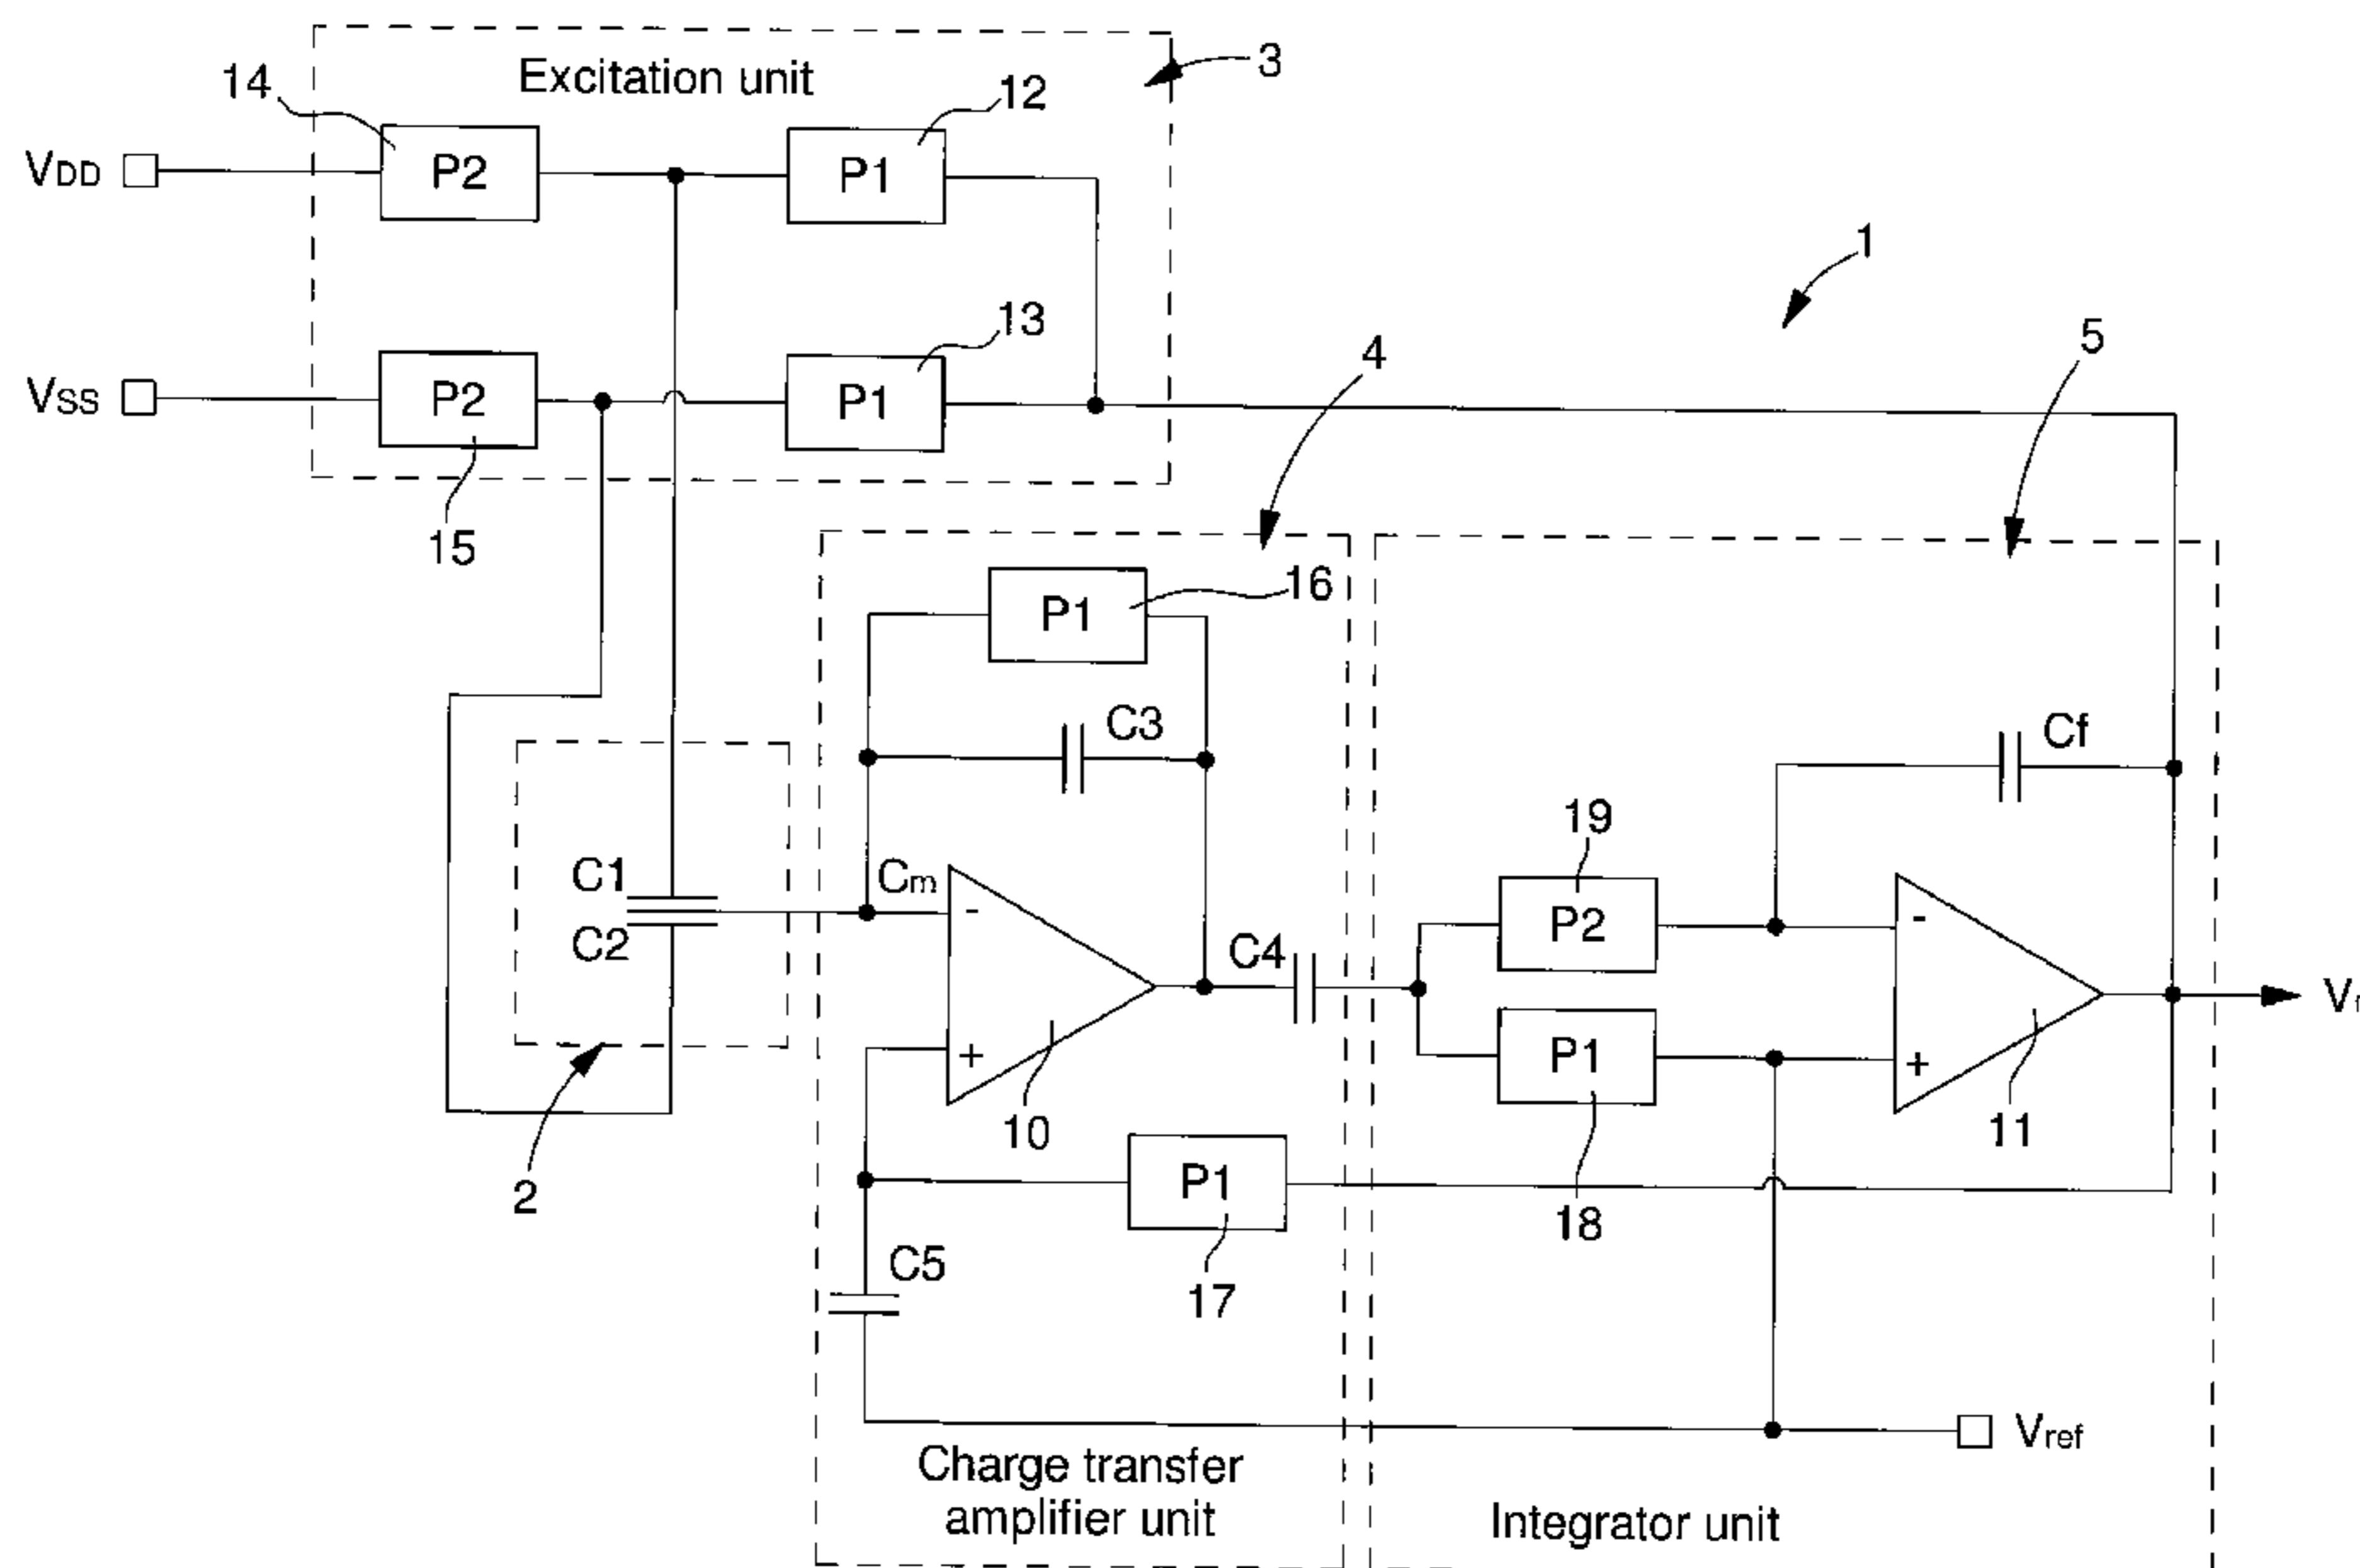 Excitation unit
3
14
12
VDD
P2
P1
1
13
4
5
VSS
P2
P1
15
16
P1
C3
Cf
19
C1
Cm
-
P2
-
C2
C4
+
P1
+
10
11
2
P1
18
C5
17
Vref
Charge transfer
amplifier unit
Integrator unit